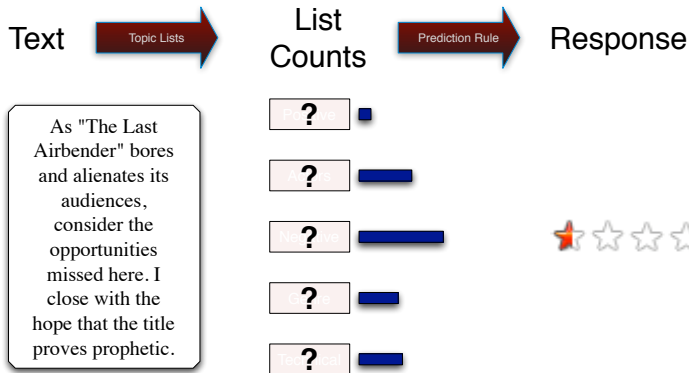 Text
Topic Lists
List
Counts
Prediction Rule
Response
As "The Last
Airbender" bores
and alienates its
audiences,
consider the
opportunities
missed here. I
close with the
hope that the title
proves prophetic.
?
?
?
?
?